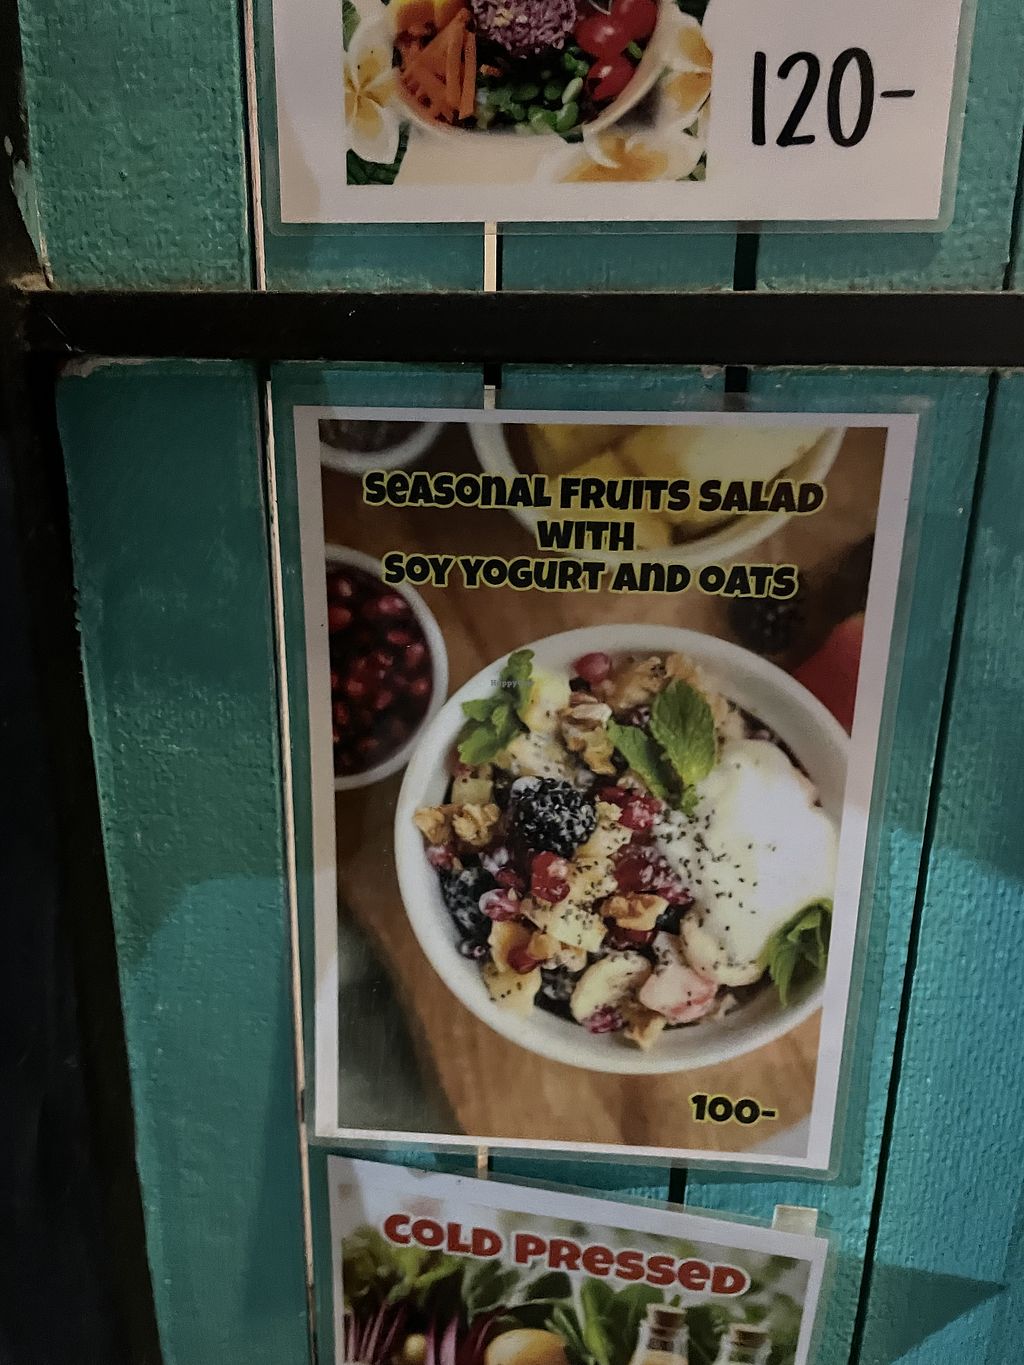 120-
SEASONAL FRUITS SALAD
WITH
SOY YOGURT AND OATS
100-
COLD PRESSED